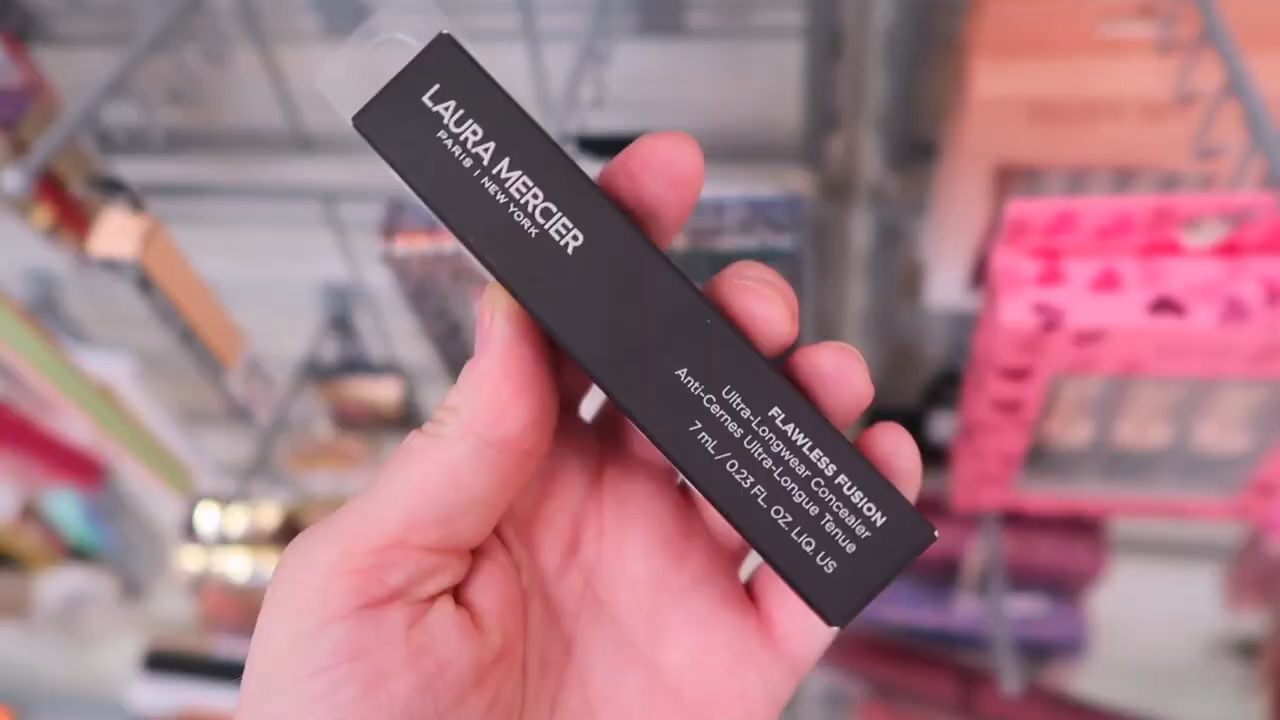 LAURA MERCIER
PARIS | NEW YORK
FLAWLESS FUSION
Ultra-Longwear Concealer
Anti-Cernes Ultra-Longue Tenue
7 mL / 0.23 FL. OZ. LIQ. US